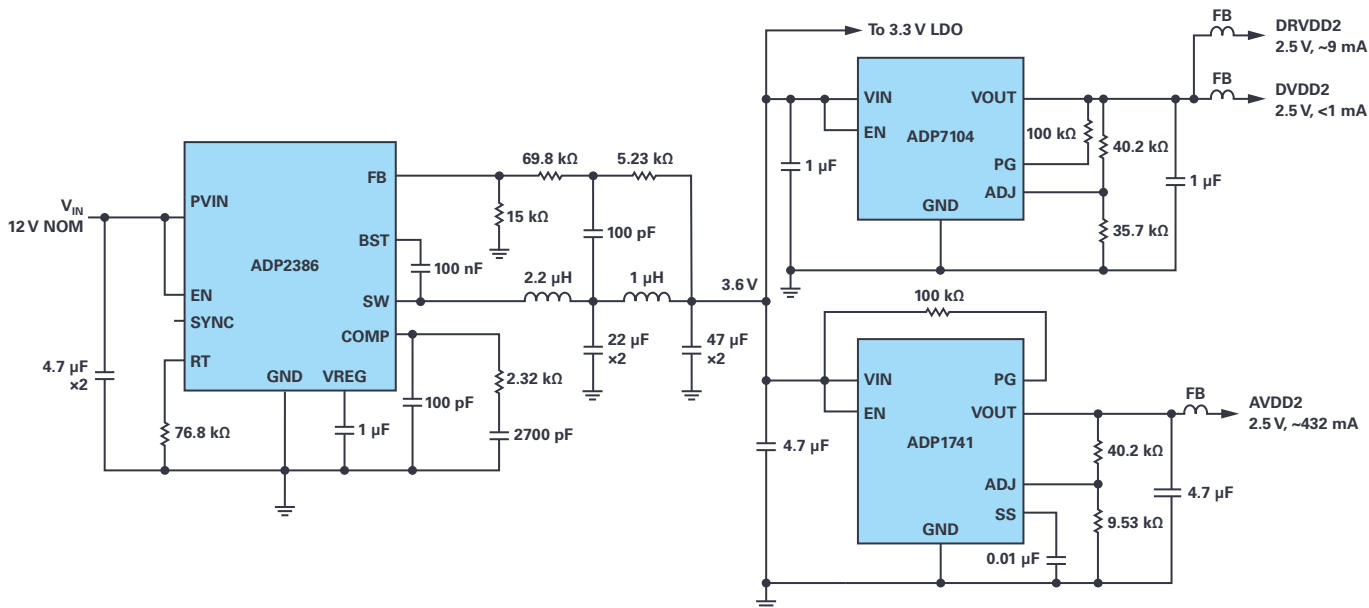 To 3.3 V LDO
FB
DRVDD2
2.5 V, ~9 mA
FB
DVDD2
2.5 V, <1 mA
VIN
VOUT
EN
ADP7104
100 kΩ
40.2 kΩ
PG
ADJ
1 µF
1 µF
GND
35.7 kΩ
69.8 kΩ
5.23 kΩ
FB
PVIN
V_IN
12 V NOM
15 kΩ
100 pF
BST
ADP2386
100 nF
2.2 µH
1 µH
3.6 V
EN
SW
SYNC
COMP
22 µF
×2
47 µF
×2
RT
4.7 µF
×2
GND
VREG
2.32 kΩ
100 pF
76.8 kΩ
1 µF
2700 pF
100 kΩ
VIN
PG
EN
VOUT
FB
AVDD2
2.5 V, ~432 mA
ADP1741
4.7 µF
40.2 kΩ
ADJ
4.7 µF
SS
GND
9.53 kΩ
0.01 µF